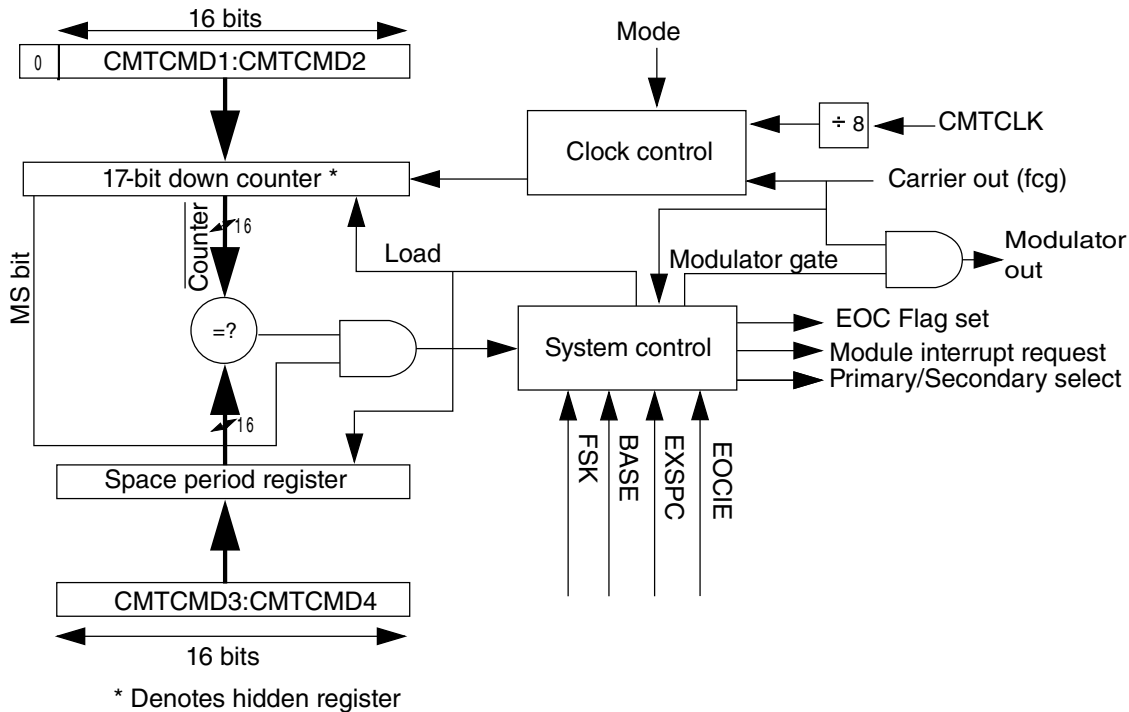 16 bits
0 CMTCMD1:CMTCMD2
Mode
÷ 8
CMTCLK
Clock control
17-bit down counter *
Carrier out (fcg)
16
Counter
MS bit
Load
Modulator gate
Modulator
out
=?
System control
EOC Flag set
Module interrupt request
Primary/Secondary select
16
FSK
BASE
EXSPC
EOCIE
Space period register
CMTCMD3:CMTCMD4
16 bits
* Denotes hidden register